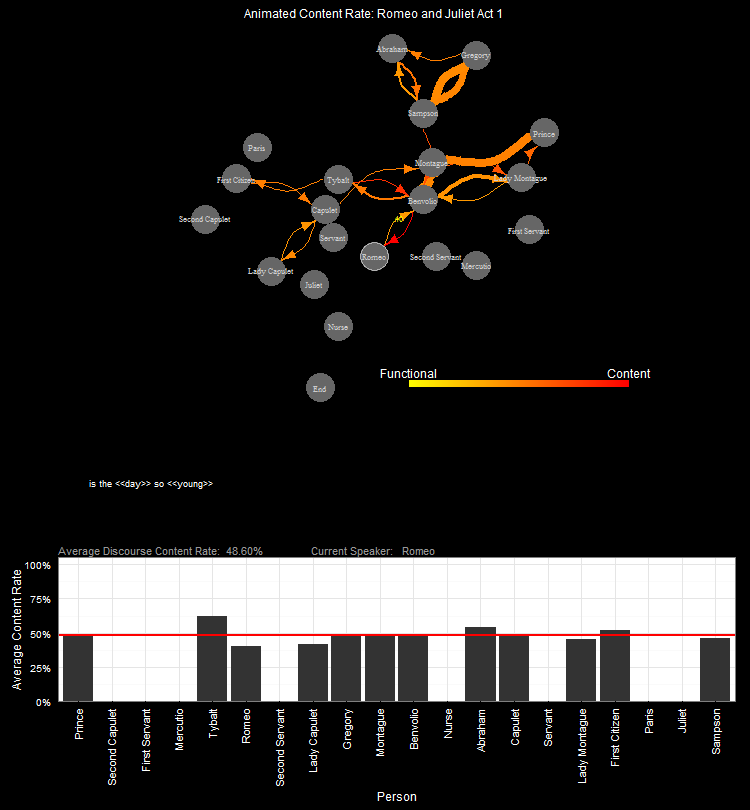 Animated Content Rate: Romeo and Juliet Act 1
Abraham
Gregory
Sampson
Prince
Paris
Montague
First Citizen
Tybalt
Lady Montague
Benvolio
Capulet
Second Capulet
First Servant
Servant
Romeo
Second Servant
Mercutio
Lady Capulet
Juliet
Nurse
Functional
Content
End
is the <<day>> so <<young>>
Average Discourse Content Rate: 48.60%
Current Speaker: Romeo
Average Content Rate
100%
75%
50%
25%
0%
Prince
Second Capulet
First Servant
Mercutio
Tybalt
Romeo
Second Servant
Lady Capulet
Gregory
Montague
Benvolio
Nurse
Abraham
Capulet
Servant
Lady Montague
First Citizen
Paris
Juliet
Sampson
Person